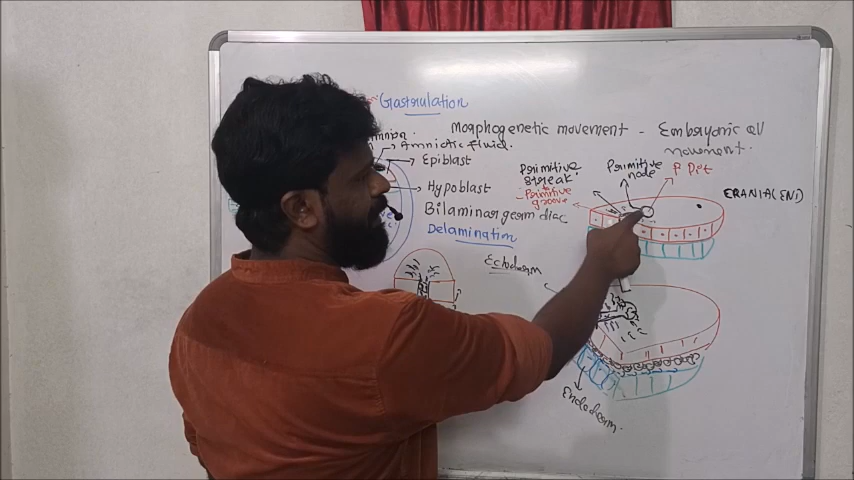 Gastrulation
Morphogenetic movement - Embryonic cell
movement.
Amniotic fluid.
Epiblast
Hypoblast
Bilaminar germ disc
Delamination
Primitive
streak.
Primitive
groove
Primitive
node
P Pit
CRANIAL END
Ectoderm
Endoderm.